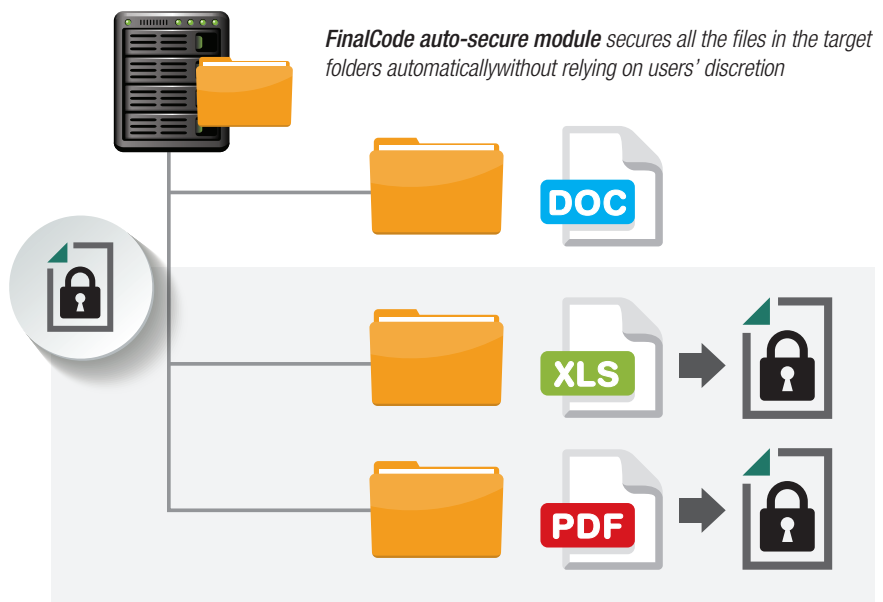 FinalCode auto-secure module secures all the files in the target
folders automaticallywithout relying on users’ discretion
DOC
XLS
PDF